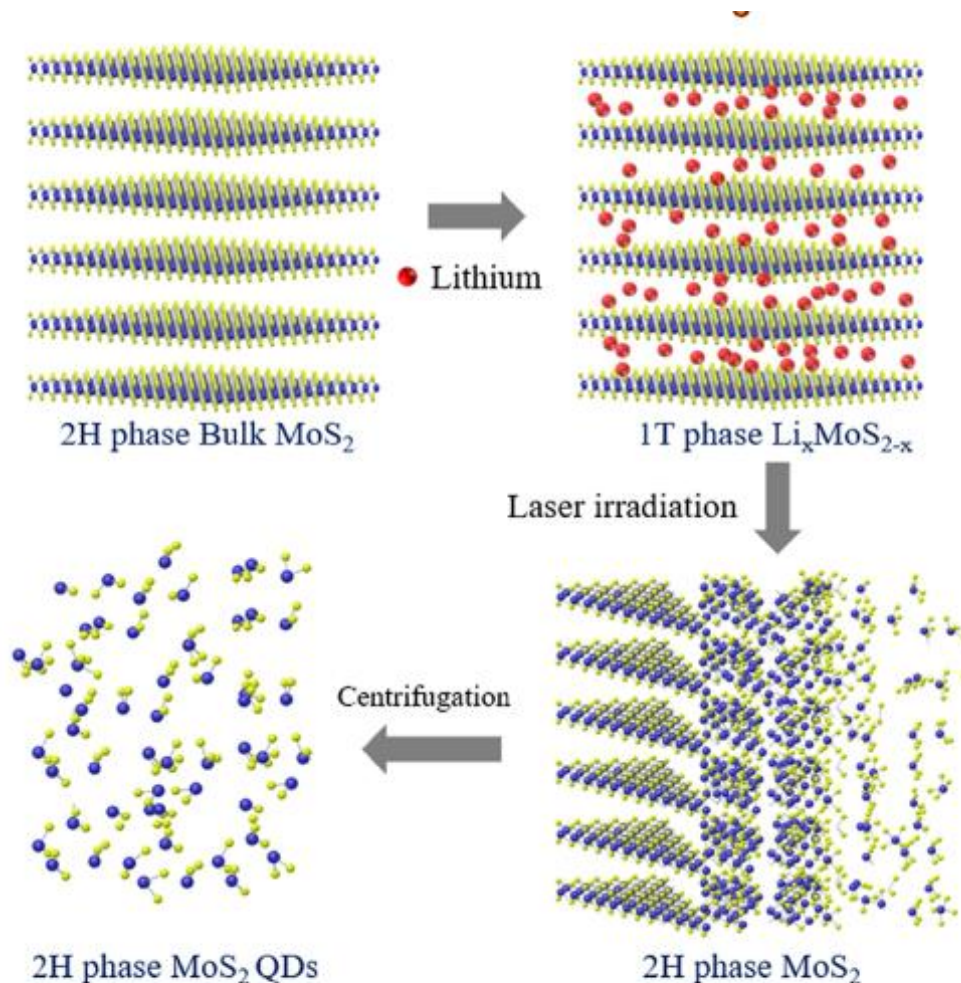 Lithium
2H phase Bulk MoS₂
1T phase LiₓMoS₂₋ₓ
Laser irradiation
Centrifugation
2H phase MoS₂ QDs
2H phase MoS₂